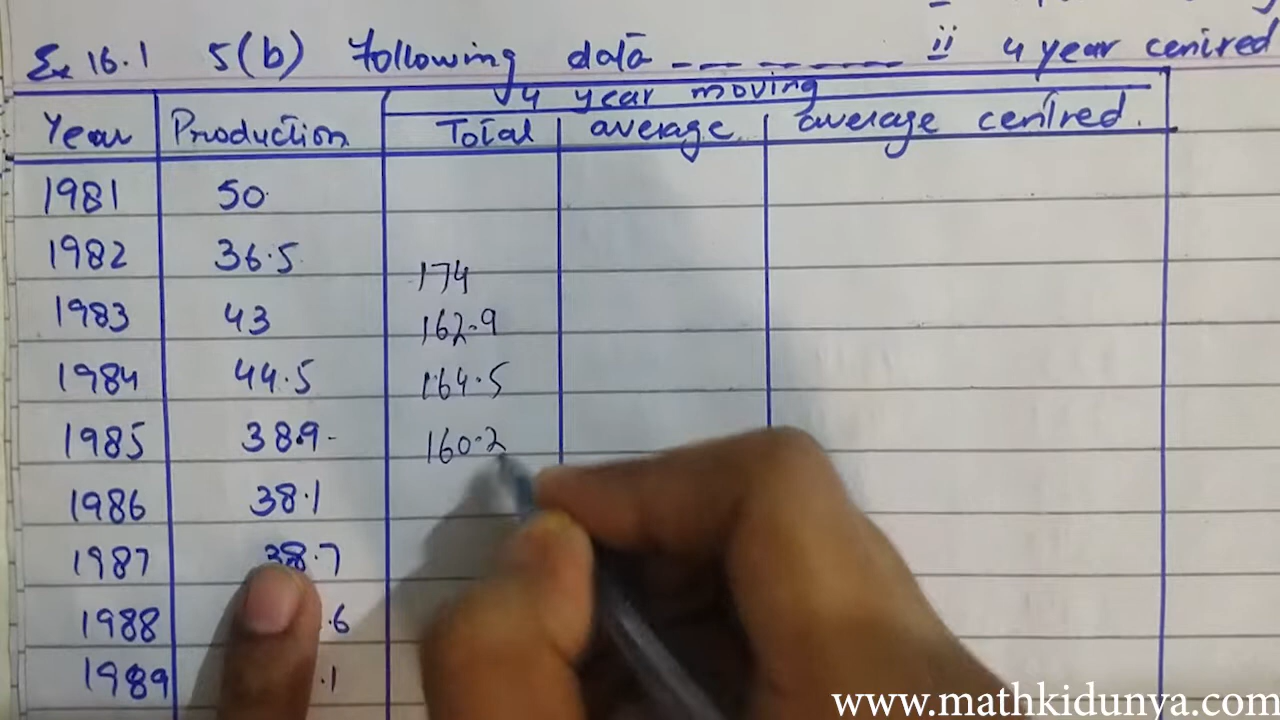 Ex 16.1 5(b) Following data _ _ _ _ _ _ _ ii 4 year centred
4 year moving
Year Production Total average average centred.
1981 50
1982 36.5
174
1983 43 162.9
1984 44.5 164.5
1985 38.9 160.2
1986 38.1
1987 38.7
1988 .6
1989 .1
www.mathkidunya.com